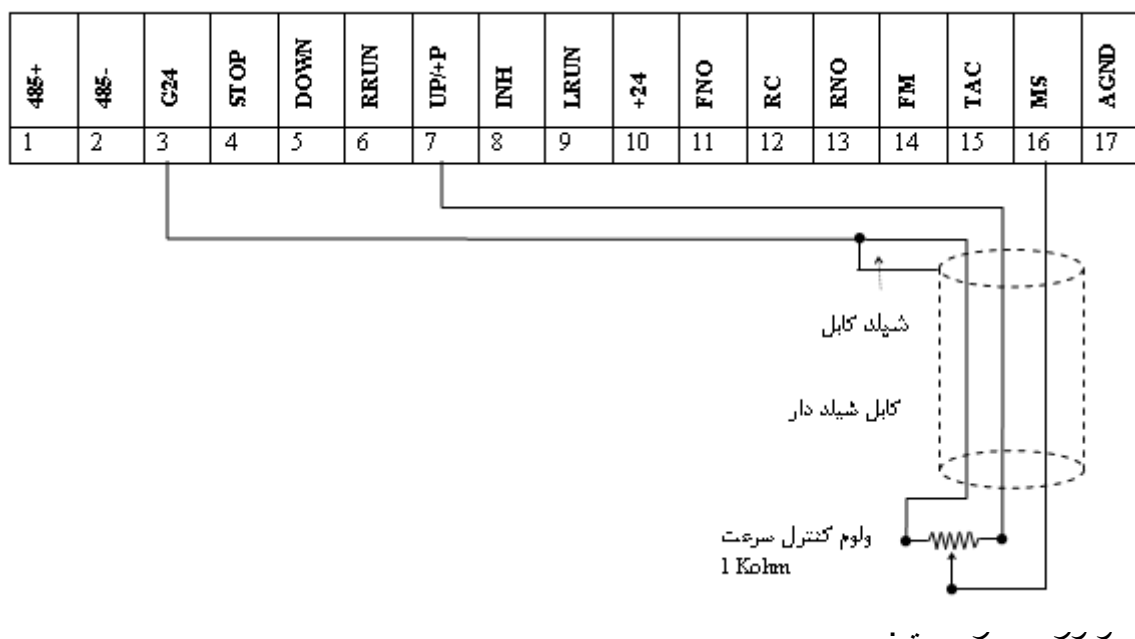 485+ 485- G24 STOP DOWN RRUN UP/+P INH LRUN +24 FNO RC RNO FM TAC MS AGND
1 2 3 4 5 6 7 8 9 10 11 12 13 14 15 16 17
شیلد کابل
کابل شیلد دار
ولوم کنترل سرعت
1 Kohm